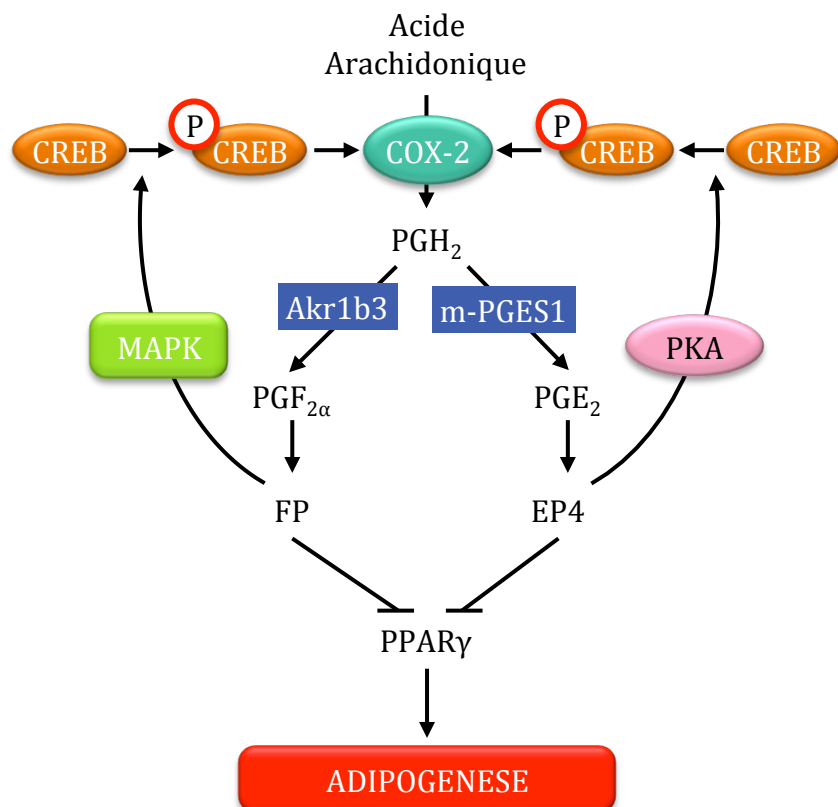 Acide
Arachidonique
CREB
P
CREB
COX-2
P
CREB
CREB
PGH₂
Akr1b3
m-PGES1
MAPK
PKA
PGF₂α
PGE₂
FP
EP4
PPARγ
ADIPOGENESE